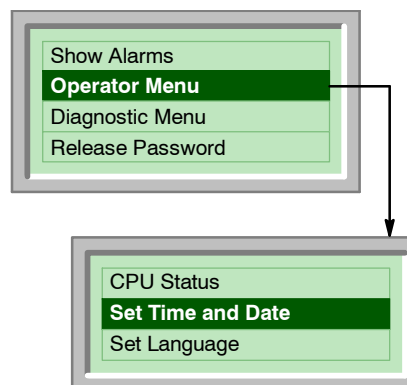 Show Alarms
Operator Menu
Diagnostic Menu
Release Password
CPU Status
Set Time and Date
Set Language